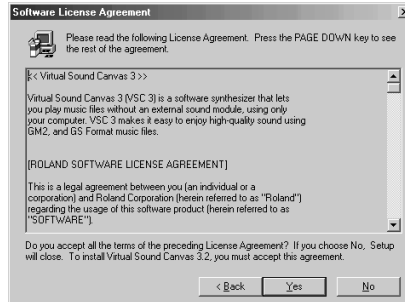 Software License Agreement
Please read the following License Agreement. Press the PAGE DOWN key to see
the rest of the agreement.
<< Virtual Sound Canvas 3 >>
Virtual Sound Canvas 3 (VSC 3) is a software synthesizer that lets
you play music files without an external sound module, using only
your computer. VSC 3 makes it easy to enjoy high-quality sound using
GM2, and GS Format music files.
[ROLAND SOFTWARE LICENSE AGREEMENT]
This is a legal agreement between you (an individual or a
corporation) and Roland Corporation (herein referred to as "Roland")
regarding the usage of this software product (herein referred to as
"SOFTWARE").
Do you accept all the terms of the preceding License Agreement? If you choose No, Setup
will close. To install Virtual Sound Canvas 3.2, you must accept this agreement.
< Back Yes No